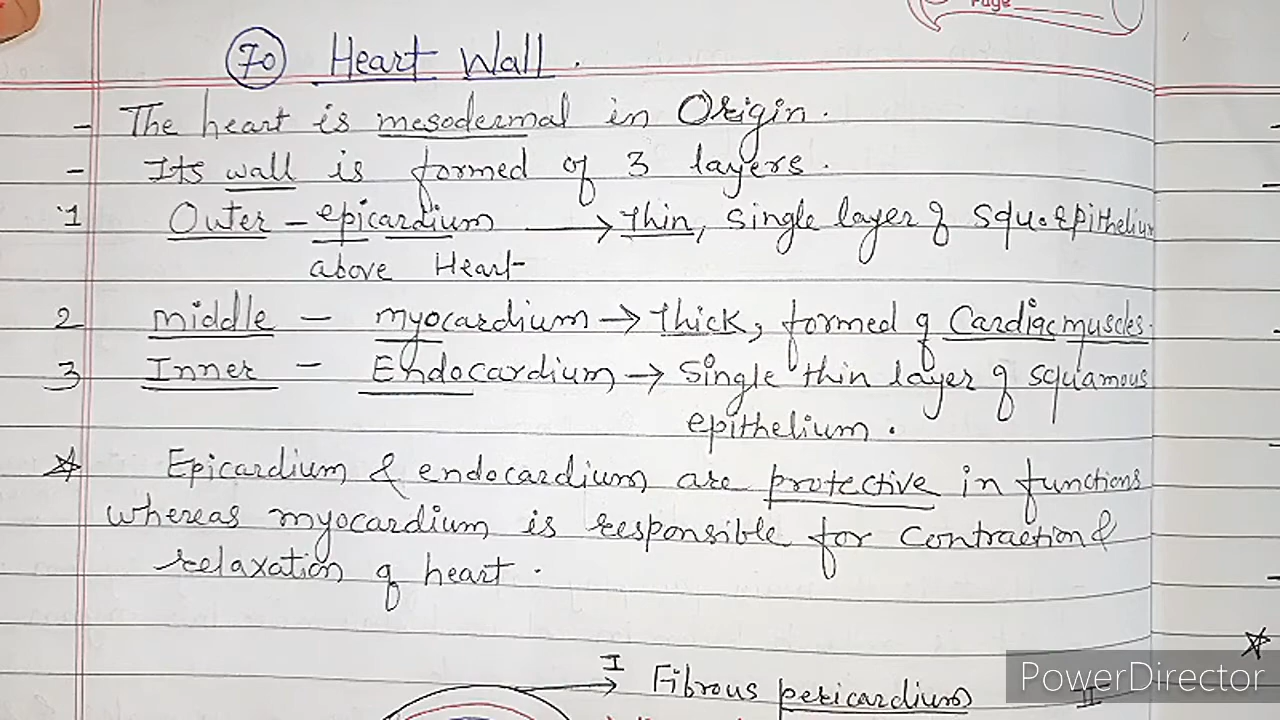 Page
70 Heart Wall.
- The heart is mesodermal in Origin.
- Its wall is formed of 3 layers.
1 Outer - epicardium → thin, single layer of squ. Epithelium
above Heart
2 middle - myocardium → thick, formed of Cardiac muscles.
3 Inner - Endocardium → Single thin layer of squamous
epithelium.
☆ Epicardium & endocardium are protective in functions
whereas myocardium is responsible for Contraction &
relaxation of heart.
I Fibrous pericardium II
PowerDirector